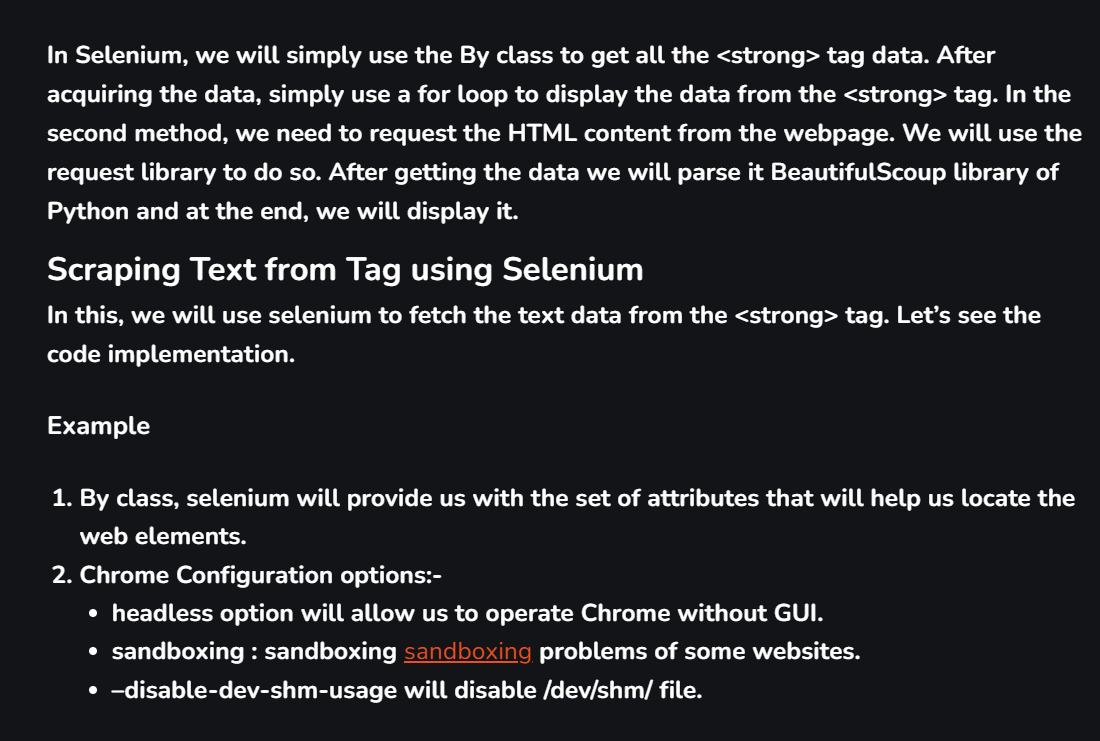 In Selenium, we will simply use the By class to get all the <strong> tag data. After
acquiring the data, simply use a for loop to display the data from the <strong> tag. In the
second method, we need to request the HTML content from the webpage. We will use the
request library to do so. After getting the data we will parse it BeautifulScoup library of
Python and at the end, we will display it.
Scraping Text from Tag using Selenium
In this, we will use selenium to fetch the text data from the <strong> tag. Let’s see the
code implementation.
Example
1. By class, selenium will provide us with the set of attributes that will help us locate the
web elements.
2. Chrome Configuration options:-
• headless option will allow us to operate Chrome without GUI.
• sandboxing : sandboxing sandboxing problems of some websites.
• –disable-dev-shm-usage will disable /dev/shm/ file.